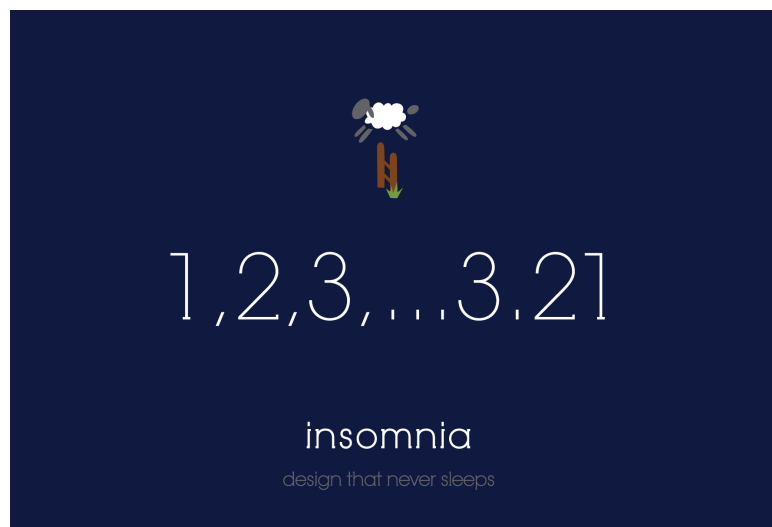 1,2,3,...3.21
insomnia
design that never sleeps